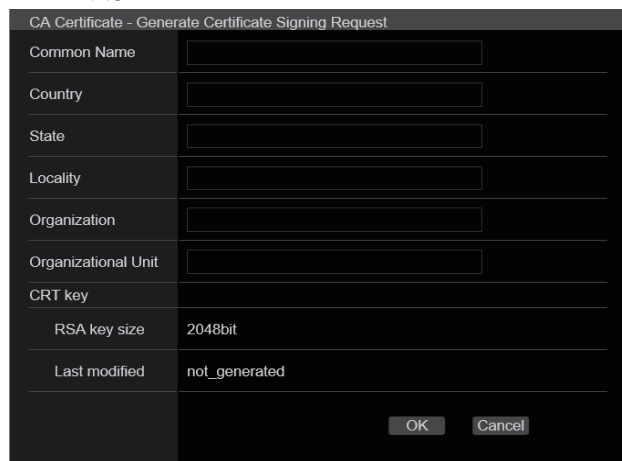 CA Certificate - Generate Certificate Signing Request
Common Name
Country
State
Locality
Organization
Organizational Unit
CRT key
RSA key size 2048bit
Last modified not_generated
OK Cancel